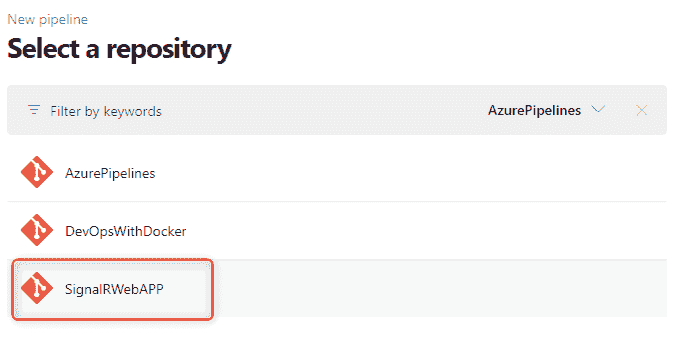 New pipeline
Select a repository
Filter by keywords AzurePipelines
AzurePipelines
DevOpsWithDocker
SignalRWebAPP